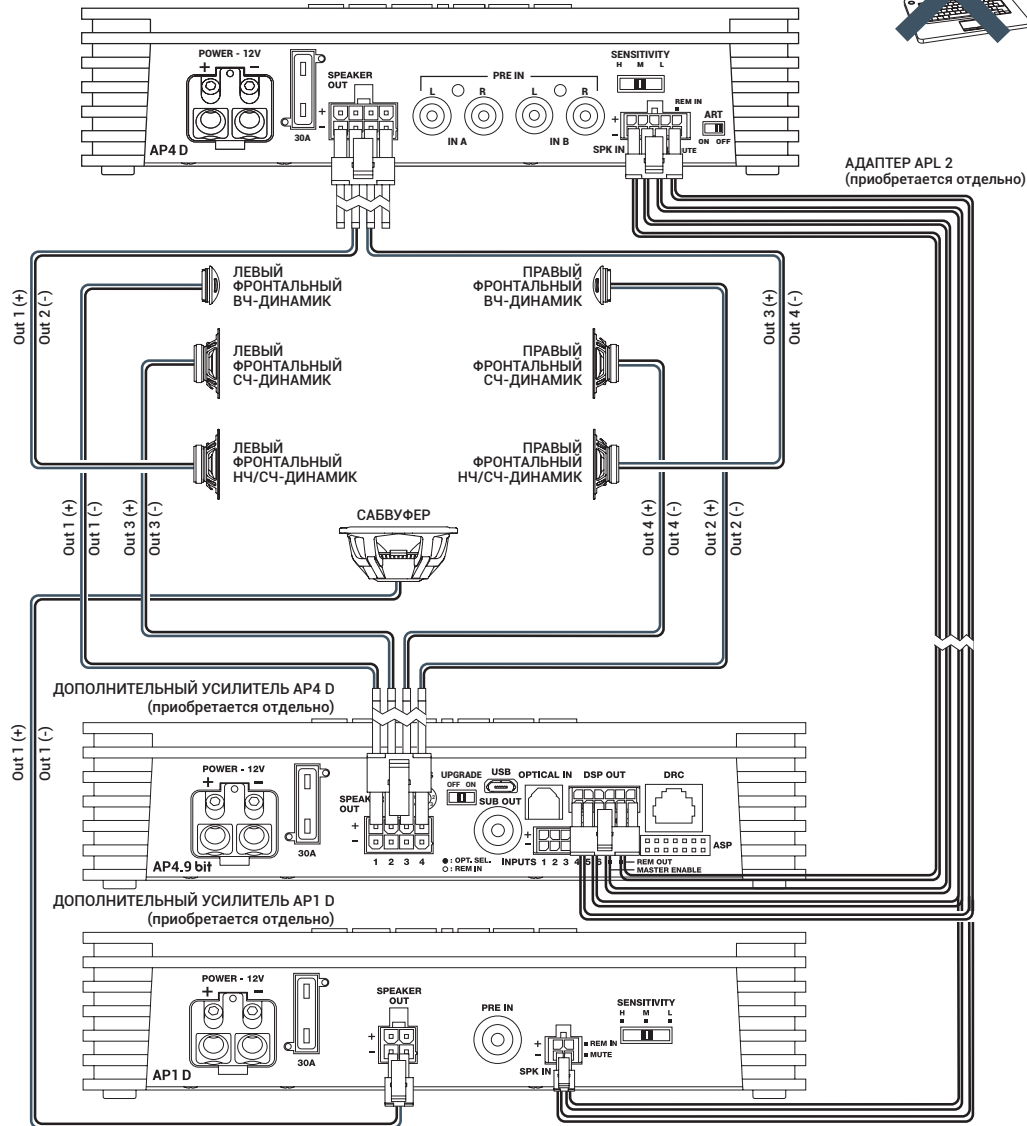 POWER - 12V
+ −
30A
SPEAKER
OUT
+
−
PRE IN
L R L R
IN A IN B
SENSITIVITY
H M L
REM IN
ART
ON OFF
+
−
SPK IN
UTE
AP4 D
АДАПТЕР APL 2
(приобретается отдельно)
Out 1 (+)
Out 2 (-)
ЛЕВЫЙ
ФРОНТАЛЬНЫЙ
ВЧ-ДИНАМИК
ПРАВЫЙ
ФРОНТАЛЬНЫЙ
ВЧ-ДИНАМИК
Out 3 (+)
Out 4 (-)
ЛЕВЫЙ
ФРОНТАЛЬНЫЙ
СЧ-ДИНАМИК
ПРАВЫЙ
ФРОНТАЛЬНЫЙ
СЧ-ДИНАМИК
ЛЕВЫЙ
ФРОНТАЛЬНЫЙ
НЧ/СЧ-ДИНАМИК
ПРАВЫЙ
ФРОНТАЛЬНЫЙ
НЧ/СЧ-ДИНАМИК
Out 1 (+)
Out 1 (-)
Out 3 (+)
Out 3 (-)
САБВУФЕР
Out 4 (+)
Out 4 (-)
Out 2 (+)
Out 2 (-)
ДОПОЛНИТЕЛЬНЫЙ УСИЛИТЕЛЬ AP4 D
(приобретается отдельно)
Out 1 (+)
Out 1 (-)
POWER - 12V
+ −
30A
SPEAK
OUT
+
−
1 2 3 4
UPGRADE
OFF ON
USB
SUB OUT
OPTICAL IN
DSP OUT
DRC
ASP
+
−
: OPT. SEL.
: REM IN
INPUTS 1 2 3 4 5 6
REM OUT
MASTER ENABLE
AP4.9 bit
ДОПОЛНИТЕЛЬНЫЙ УСИЛИТЕЛЬ AP1 D
(приобретается отдельно)
POWER - 12V
+ −
30A
SPEAKER
OUT
+
−
PRE IN
SENSITIVITY
H M L
+
−
REM IN
MUTE
SPK IN
AP1 D